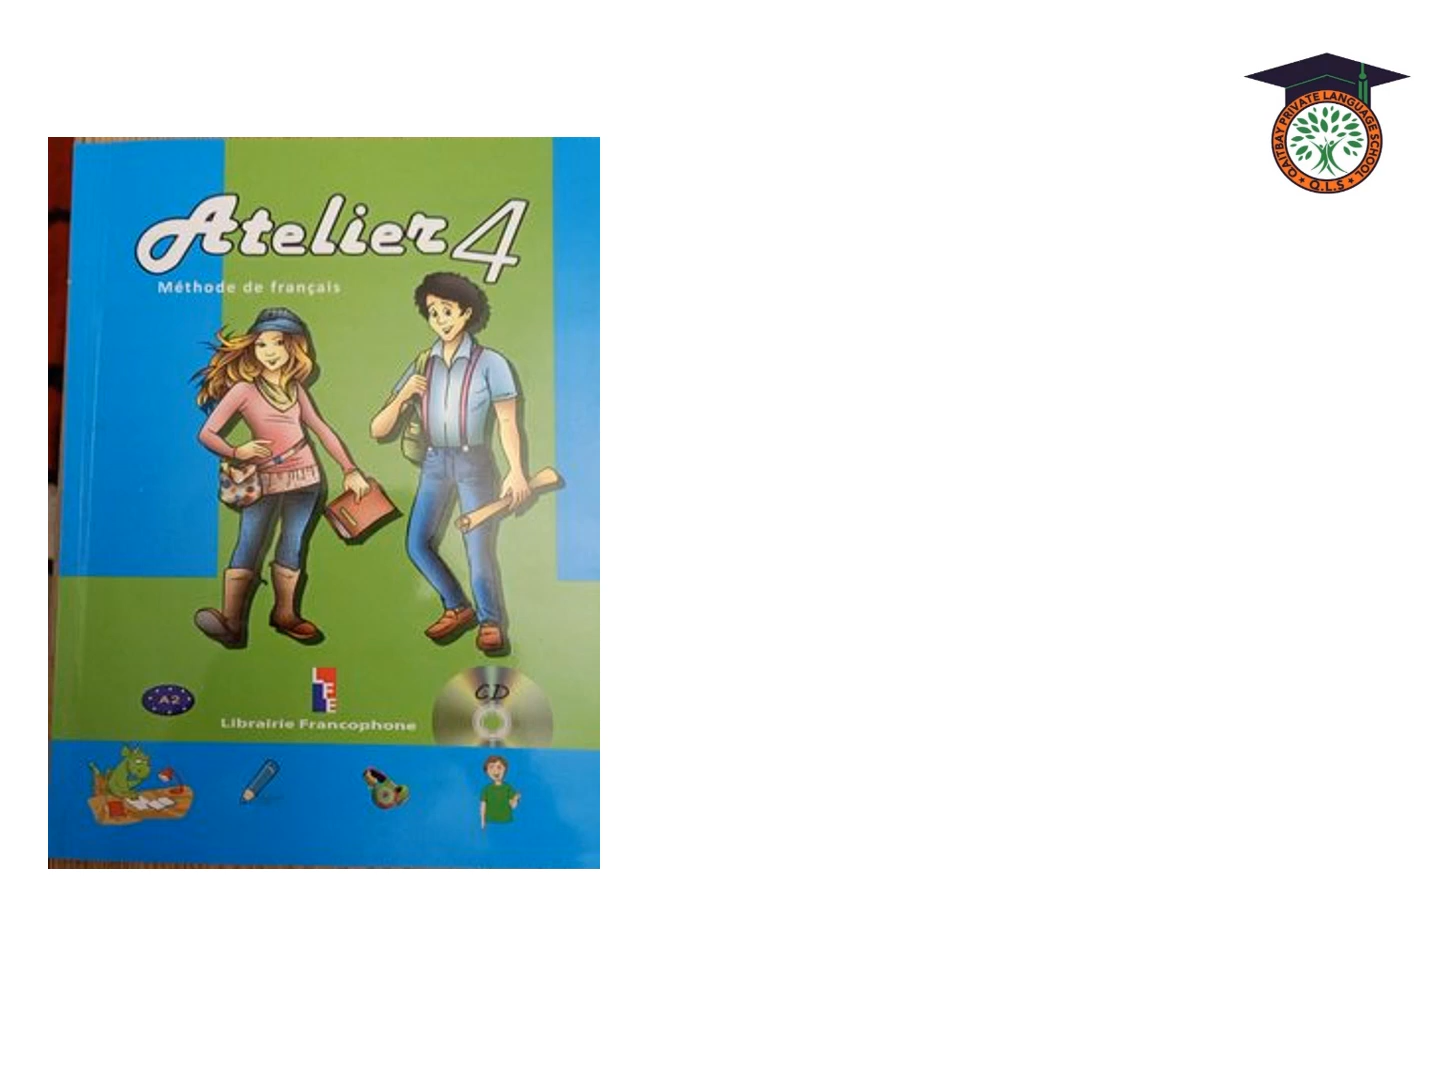 QAITBAY PRIVATE LANGUAGE SCHOOL
Q.L.S
Atelier 4
Méthode de français
A2
CD
Librairie Francophone